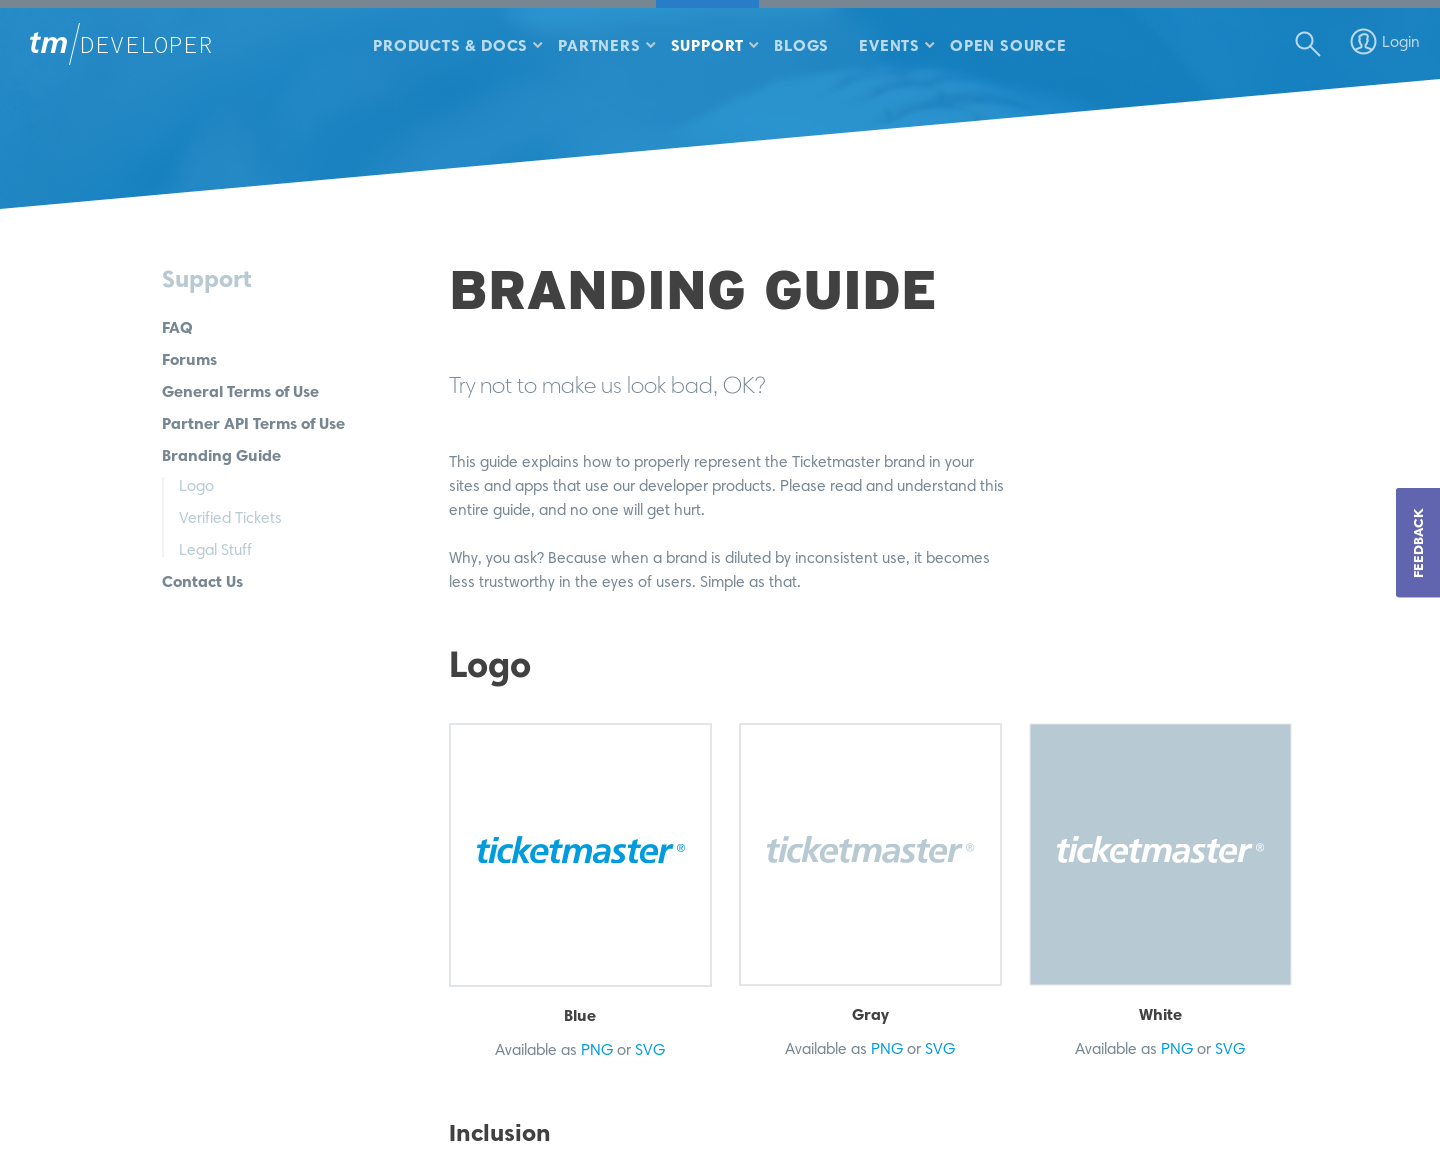 tm/DEVELOPER
PRODUCTS & DOCS PARTNERS SUPPORT BLOGS EVENTS OPEN SOURCE
Login
Support
FAQ
Forums
General Terms of Use
Partner API Terms of Use
Branding Guide
Logo
Verified Tickets
Legal Stuff
Contact Us
BRANDING GUIDE
Try not to make us look bad, OK?
This guide explains how to properly represent the Ticketmaster brand in your
sites and apps that use our developer products. Please read and understand this
entire guide, and no one will get hurt.
Why, you ask? Because when a brand is diluted by inconsistent use, it becomes
less trustworthy in the eyes of users. Simple as that.
FEEDBACK
Logo
ticketmaster®
ticketmaster®
ticketmaster®
Blue
Available as PNG or SVG
Gray
Available as PNG or SVG
White
Available as PNG or SVG
Inclusion